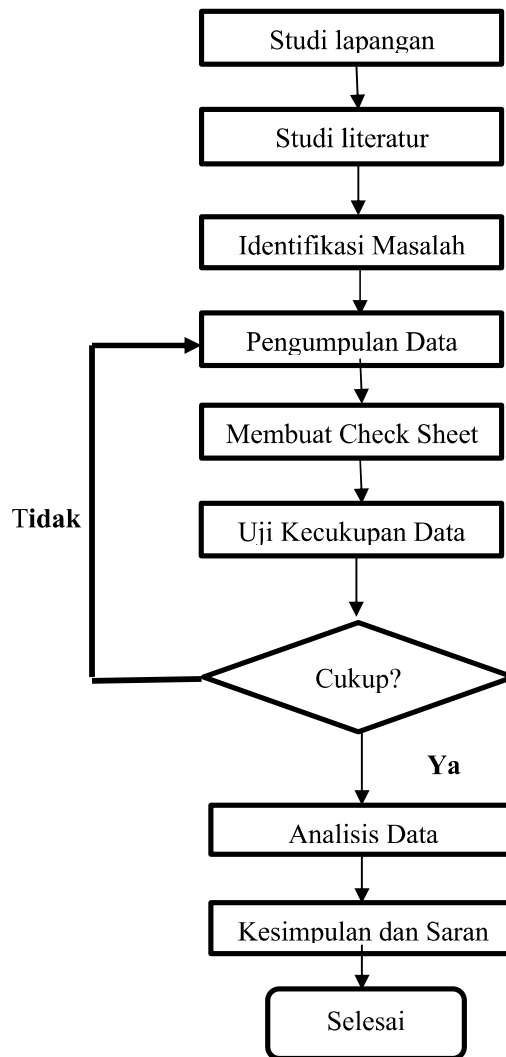 Studi lapangan
Studi literatur
Identifikasi Masalah
Pengumpulan Data
Membuat Check Sheet
Tidak
Uji Kecukupan Data
Cukup?
Ya
Analisis Data
Kesimpulan dan Saran
Selesai